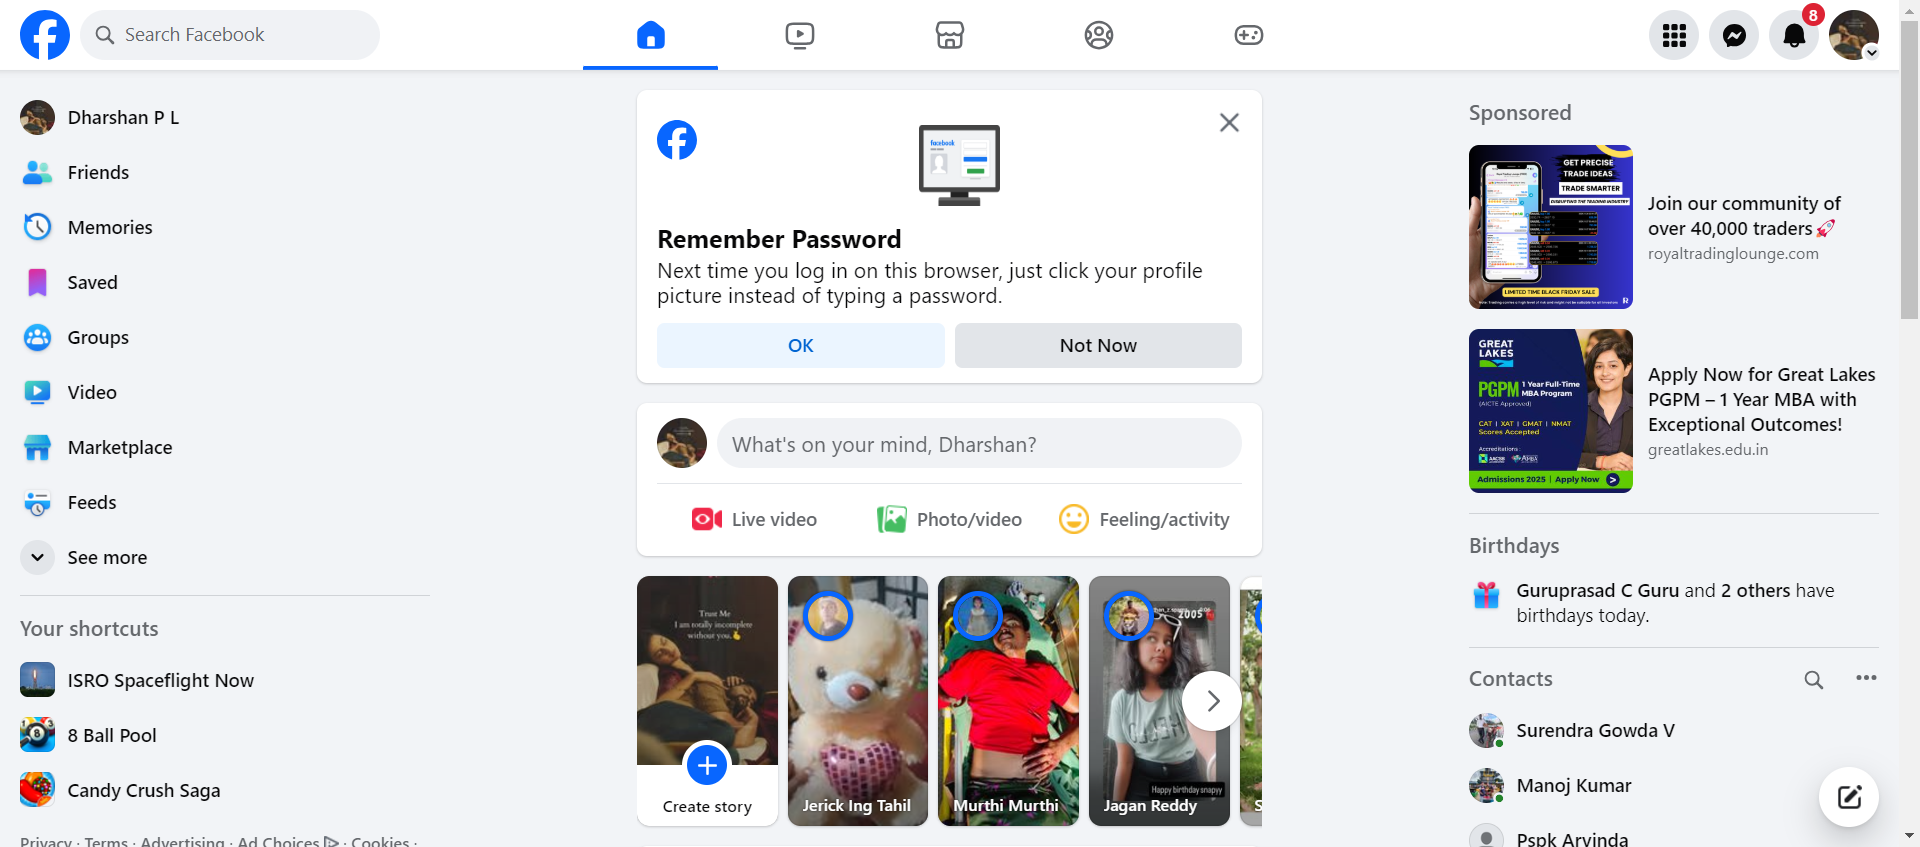 Search Facebook
8
Dharshan P L
Friends
Memories
Saved
Groups
Video
Marketplace
Feeds
See more
Your shortcuts
ISRO Spaceflight Now
8 Ball Pool
Candy Crush Saga
Privacy · Terms · Advertising · Ad Choices · Cookies ·
facebook
Remember Password
Next time you log in on this browser, just click your profile
picture instead of typing a password.
OK
Not Now
What's on your mind, Dharshan?
Live video
Photo/video
Feeling/activity
Trust Me
I am totally incomplete
without you.
Create story
Jerick Ing Tahil
Murthi Murthi
2005
Happy birthday snapyy
Jagan Reddy
S
Sponsored
GET PRECISE
TRADE IDEAS
TRADE SMARTER
DISRUPTING THE TRADING INDUSTRY
LIMITED TIME BLACK FRIDAY SALE
Join our community of
over 40,000 traders🚀
royaltradinglounge.com
GREAT
LAKES
PGPM 1 Year Full-Time
MBA Program
(AICTE Approved)
CAT | XAT | GMAT | NMAT
Scores Accepted
Accreditations:
AACSB AMBA
Admissions 2025 | Apply Now
Apply Now for Great Lakes
PGPM – 1 Year MBA with
Exceptional Outcomes!
greatlakes.edu.in
Birthdays
Guruprasad C Guru and 2 others have
birthdays today.
Contacts
Surendra Gowda V
Manoj Kumar
Pspk Arvinda